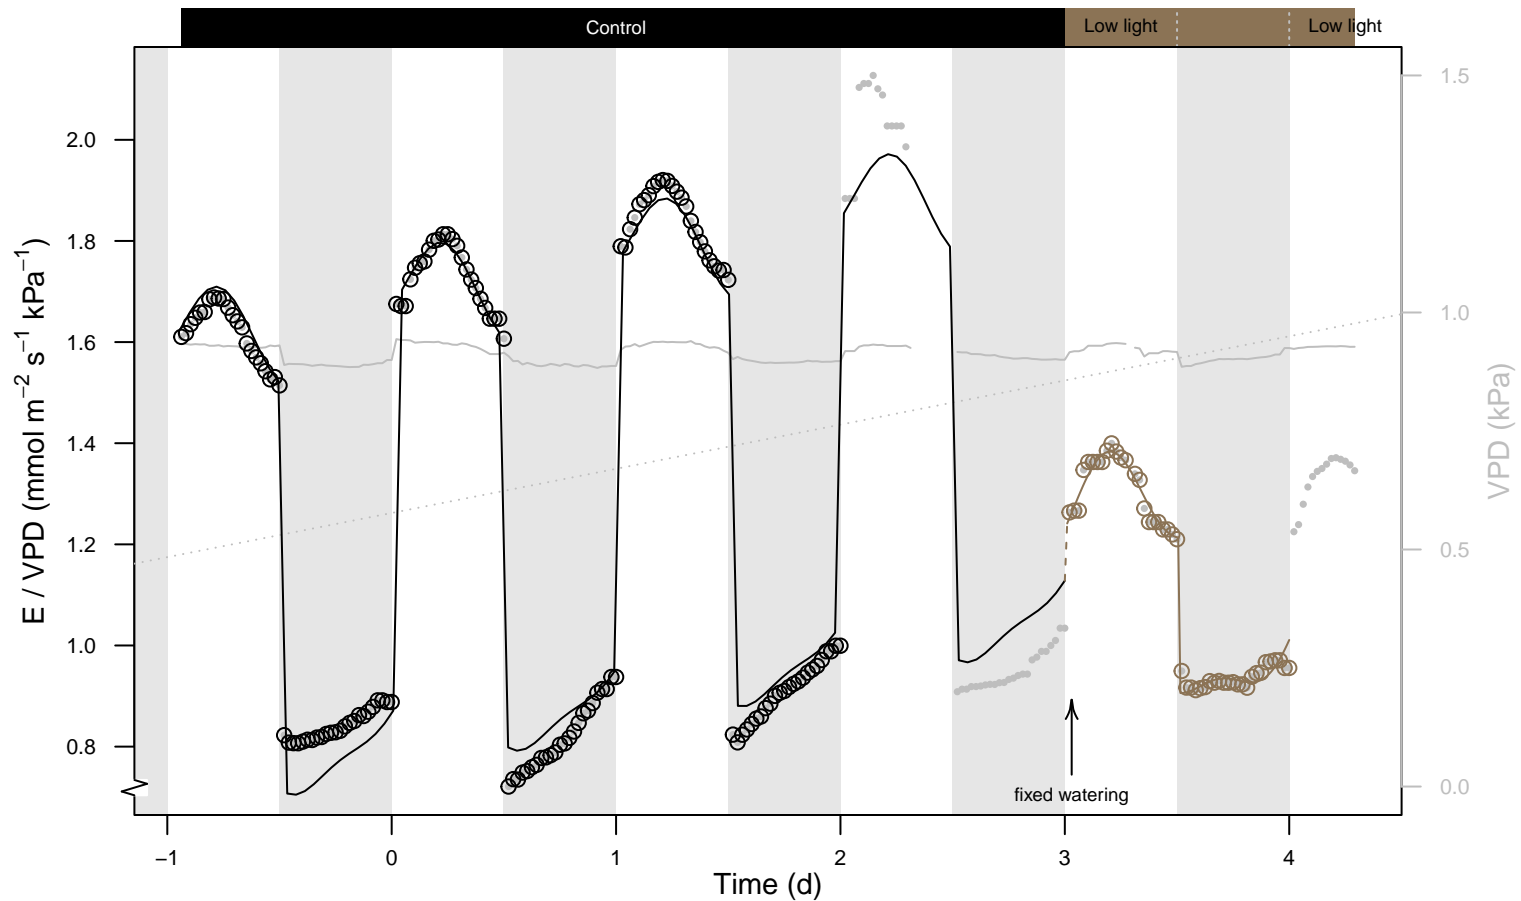 Control
Low light
Low light
2.0
1.8
1.6
1.4
1.2
1.0
0.8
E / VPD (mmol m⁻² s⁻¹ kPa⁻¹)
1.5
1.0
0.5
0.0
VPD (kPa)
fixed watering
−1
0
1
2
3
4
Time (d)